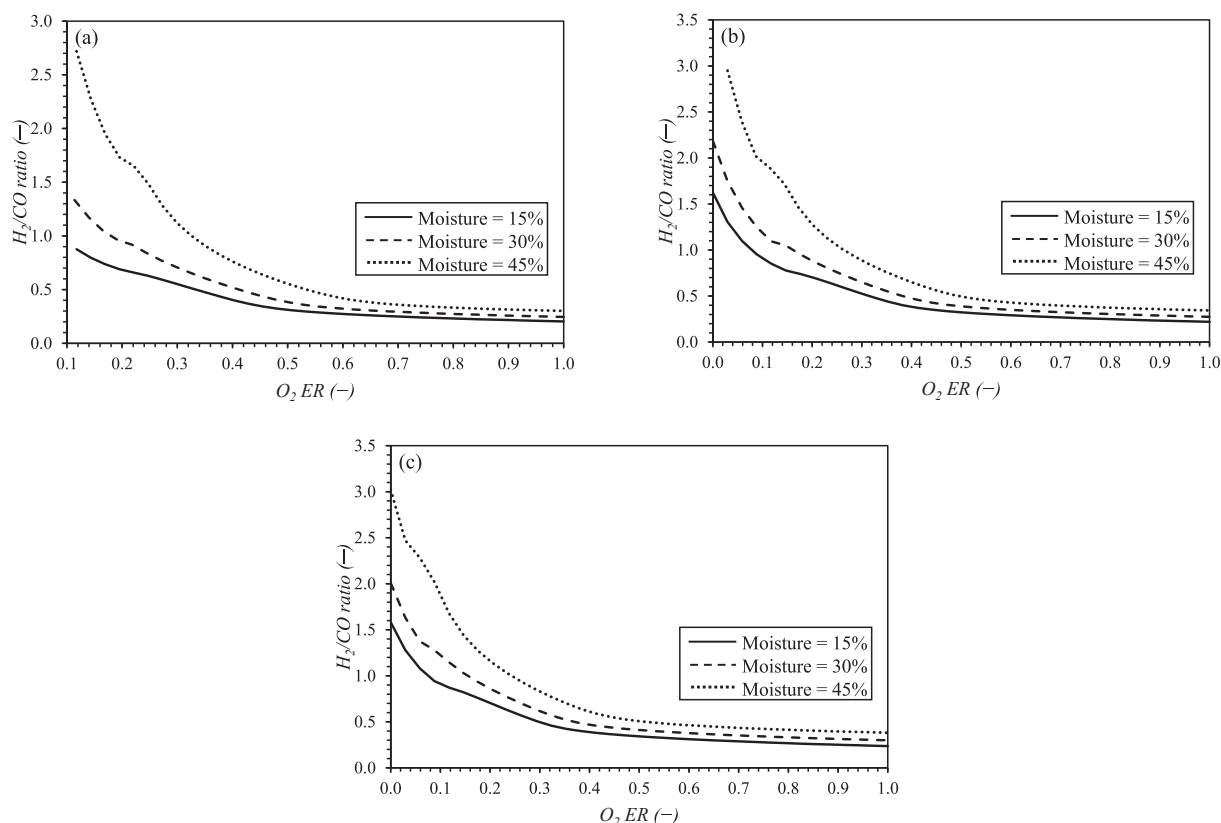 (a)
3.0
2.5
2.0
1.5
1.0
0.5
0.0
H2/CO ratio (—)
Moisture = 15%
Moisture = 30%
Moisture = 45%
0.1 0.2 0.3 0.4 0.5 0.6 0.7 0.8 0.9 1.0
O2 ER (—)
(b)
3.5
3.0
2.5
2.0
1.5
1.0
0.5
0.0
H2/CO ratio (—)
Moisture = 15%
Moisture = 30%
Moisture = 45%
0.0 0.1 0.2 0.3 0.4 0.5 0.6 0.7 0.8 0.9 1.0
O2 ER (—)
(c)
3.5
3.0
2.5
2.0
1.5
1.0
0.5
0.0
H2/CO ratio (—)
Moisture = 15%
Moisture = 30%
Moisture = 45%
0.0 0.1 0.2 0.3 0.4 0.5 0.6 0.7 0.8 0.9 1.0
O2 ER (—)